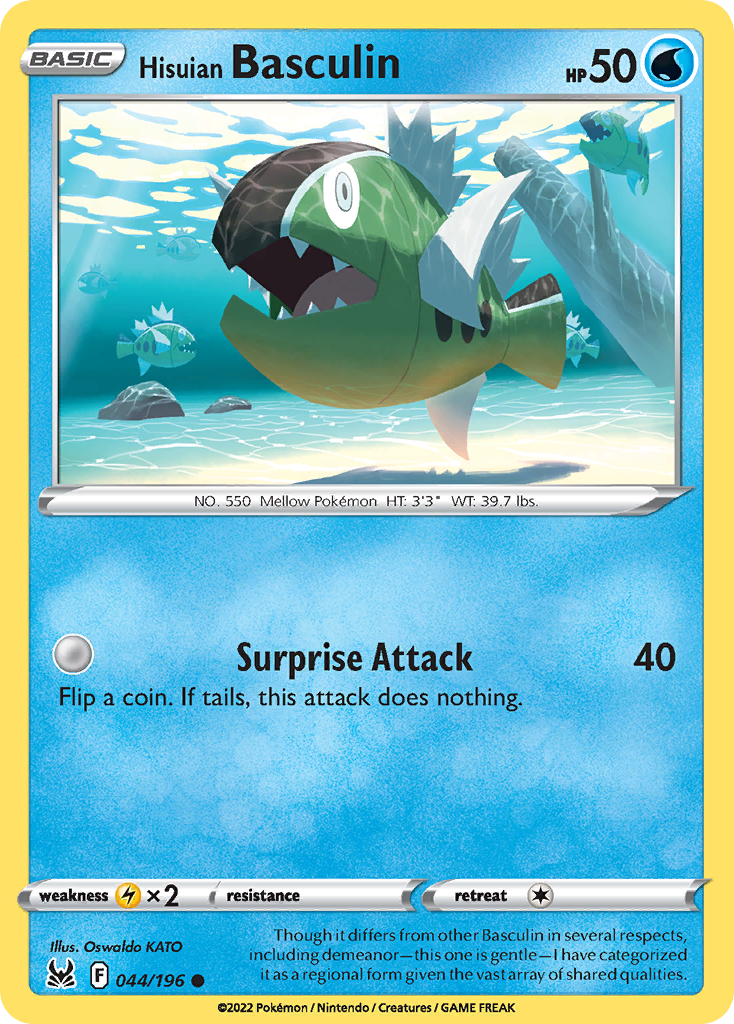 BASIC
Hisuian Basculin
HP 50
NO. 550 Mellow Pokémon HT: 3'3" WT: 39.7 lbs.
Surprise Attack 40
Flip a coin. If tails, this attack does nothing.
weakness ×2 resistance retreat
Illus. Oswaldo KATO
Though it differs from other Basculin in several respects,
including demeanor—this one is gentle—I have categorized
it as a regional form given the vast array of shared qualities.
F 044/196
©2022 Pokémon / Nintendo / Creatures / GAME FREAK